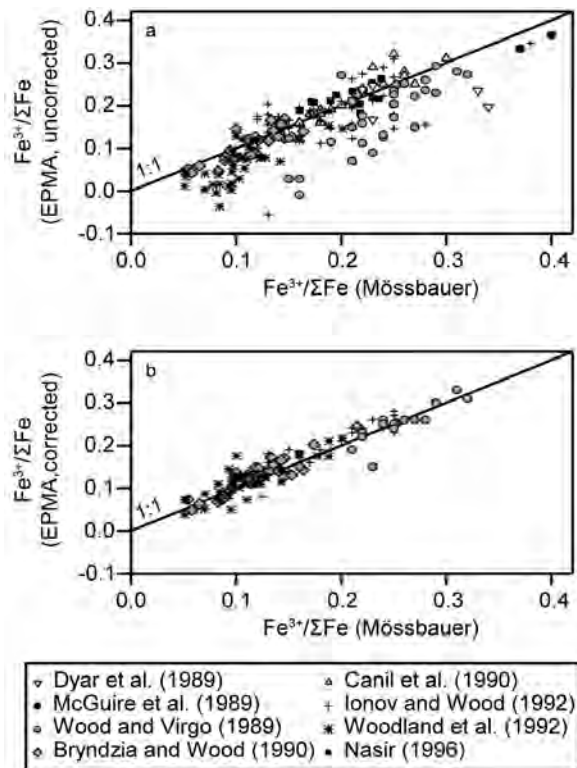 a
0.4
0.3
0.2
0.1
0.0
-0.1
Fe³⁺/ΣFe
(EPMA, uncorrected)
1:1
0.0 0.1 0.2 0.3 0.4
Fe³⁺/ΣFe (Mössbauer)
b
0.4
0.3
0.2
0.1
0.0
-0.1
Fe³⁺/ΣFe
(EPMA,corrected)
1:1
0.0 0.1 0.2 0.3 0.4
Fe³⁺/ΣFe (Mössbauer)
Dyar et al. (1989)
McGuire et al. (1989)
Wood and Virgo (1989)
Bryndzia and Wood (1990)
Canil et al. (1990)
Ionov and Wood (1992)
Woodland et al. (1992)
Nasir (1996)